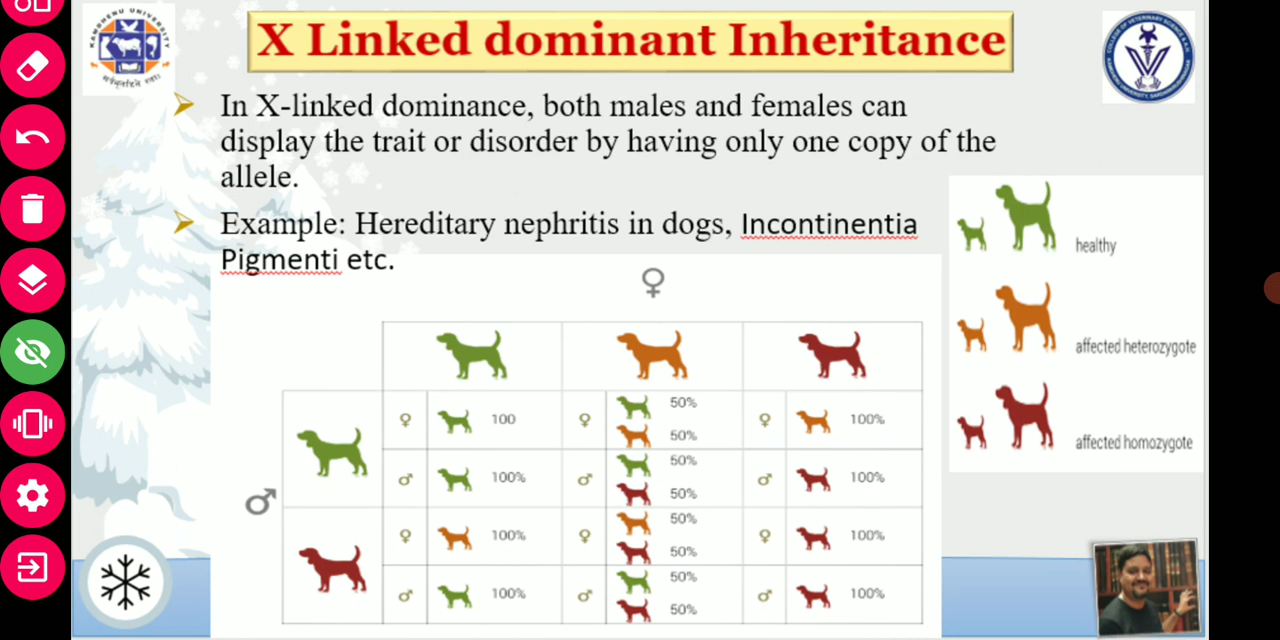 X Linked dominant Inheritance
KAMDHENU UNIVERSITY
In X-linked dominance, both males and females can
display the trait or disorder by having only one copy of the
allele.
Example: Hereditary nephritis in dogs, Incontinentia
Pigmenti etc.
healthy
affected heterozygote
affected homozygote
♀
♂
♀ 100 ♀ 50% ♀ 100%
50%
♂ 100% ♂ 50% ♂ 100%
50%
♀ 100% ♀ 50% ♀ 100%
50%
♂ 100% ♂ 50% ♂ 100%
50%